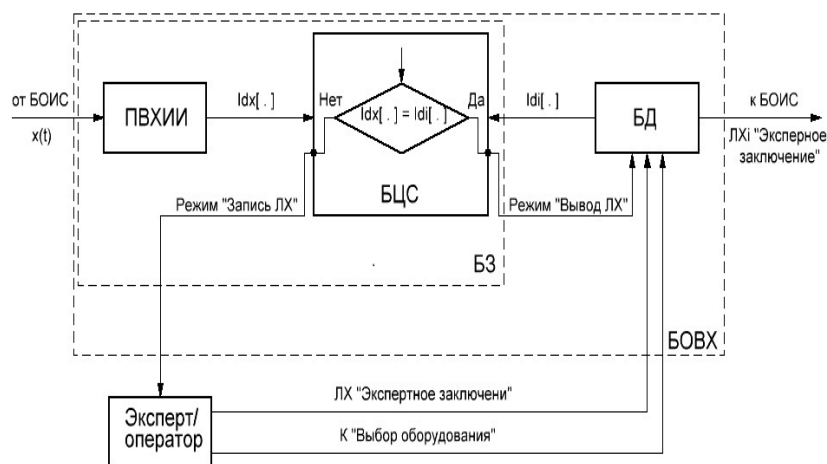 от БОИС
x(t)
ПВХИИ
Idx[ . ]
Нет
Idx[ . ] = Idi[ . ]
Да
БЦС
Idi[ . ]
БД
к БОИС
ЛХi "Эксперное
заключение"
Режим "Запись ЛХ"
Режим "Вывод ЛХ"
БЗ
БОВХ
Эксперт/
оператор
ЛХ "Экспертное заключени"
К "Выбор оборудования"